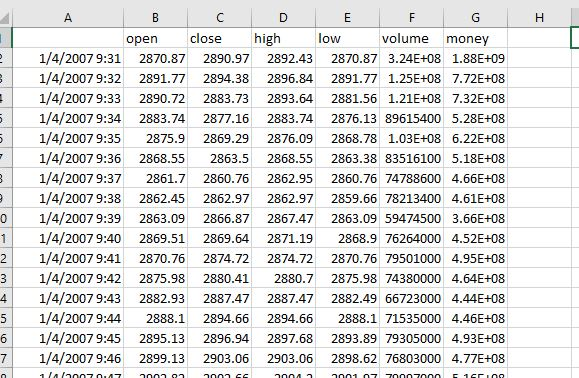 A B C D E F G H
open close high low volume money
2 1/4/2007 9:31 2870.87 2890.97 2892.43 2870.87 3.24E+08 1.88E+09
3 1/4/2007 9:32 2891.77 2894.38 2896.84 2891.77 1.25E+08 7.72E+08
4 1/4/2007 9:33 2890.72 2883.73 2893.64 2881.56 1.21E+08 7.32E+08
5 1/4/2007 9:34 2883.74 2877.16 2883.74 2876.13 89615400 5.28E+08
6 1/4/2007 9:35 2875.9 2869.29 2876.09 2868.78 1.03E+08 6.22E+08
7 1/4/2007 9:36 2868.55 2863.5 2868.55 2863.38 83516100 5.18E+08
1/4/2007 9:37 2861.7 2860.76 2862.95 2860.76 74788600 4.66E+08
9 1/4/2007 9:38 2862.45 2862.97 2862.97 2859.66 78213400 4.61E+08
0 1/4/2007 9:39 2863.09 2866.87 2867.47 2863.09 59474500 3.66E+08
1 1/4/2007 9:40 2869.51 2869.64 2871.19 2868.9 76264000 4.52E+08
2 1/4/2007 9:41 2870.76 2874.72 2874.72 2870.76 79501000 4.95E+08
3 1/4/2007 9:42 2875.98 2880.41 2880.7 2875.98 74380000 4.64E+08
4 1/4/2007 9:43 2882.93 2887.47 2887.47 2882.49 66723000 4.44E+08
5 1/4/2007 9:44 2888.1 2894.66 2894.66 2888.1 71535000 4.46E+08
6 1/4/2007 9:45 2895.13 2896.94 2897.68 2893.89 79305000 4.93E+08
7 1/4/2007 9:46 2899.13 2903.06 2903.06 2898.62 76803000 4.77E+08